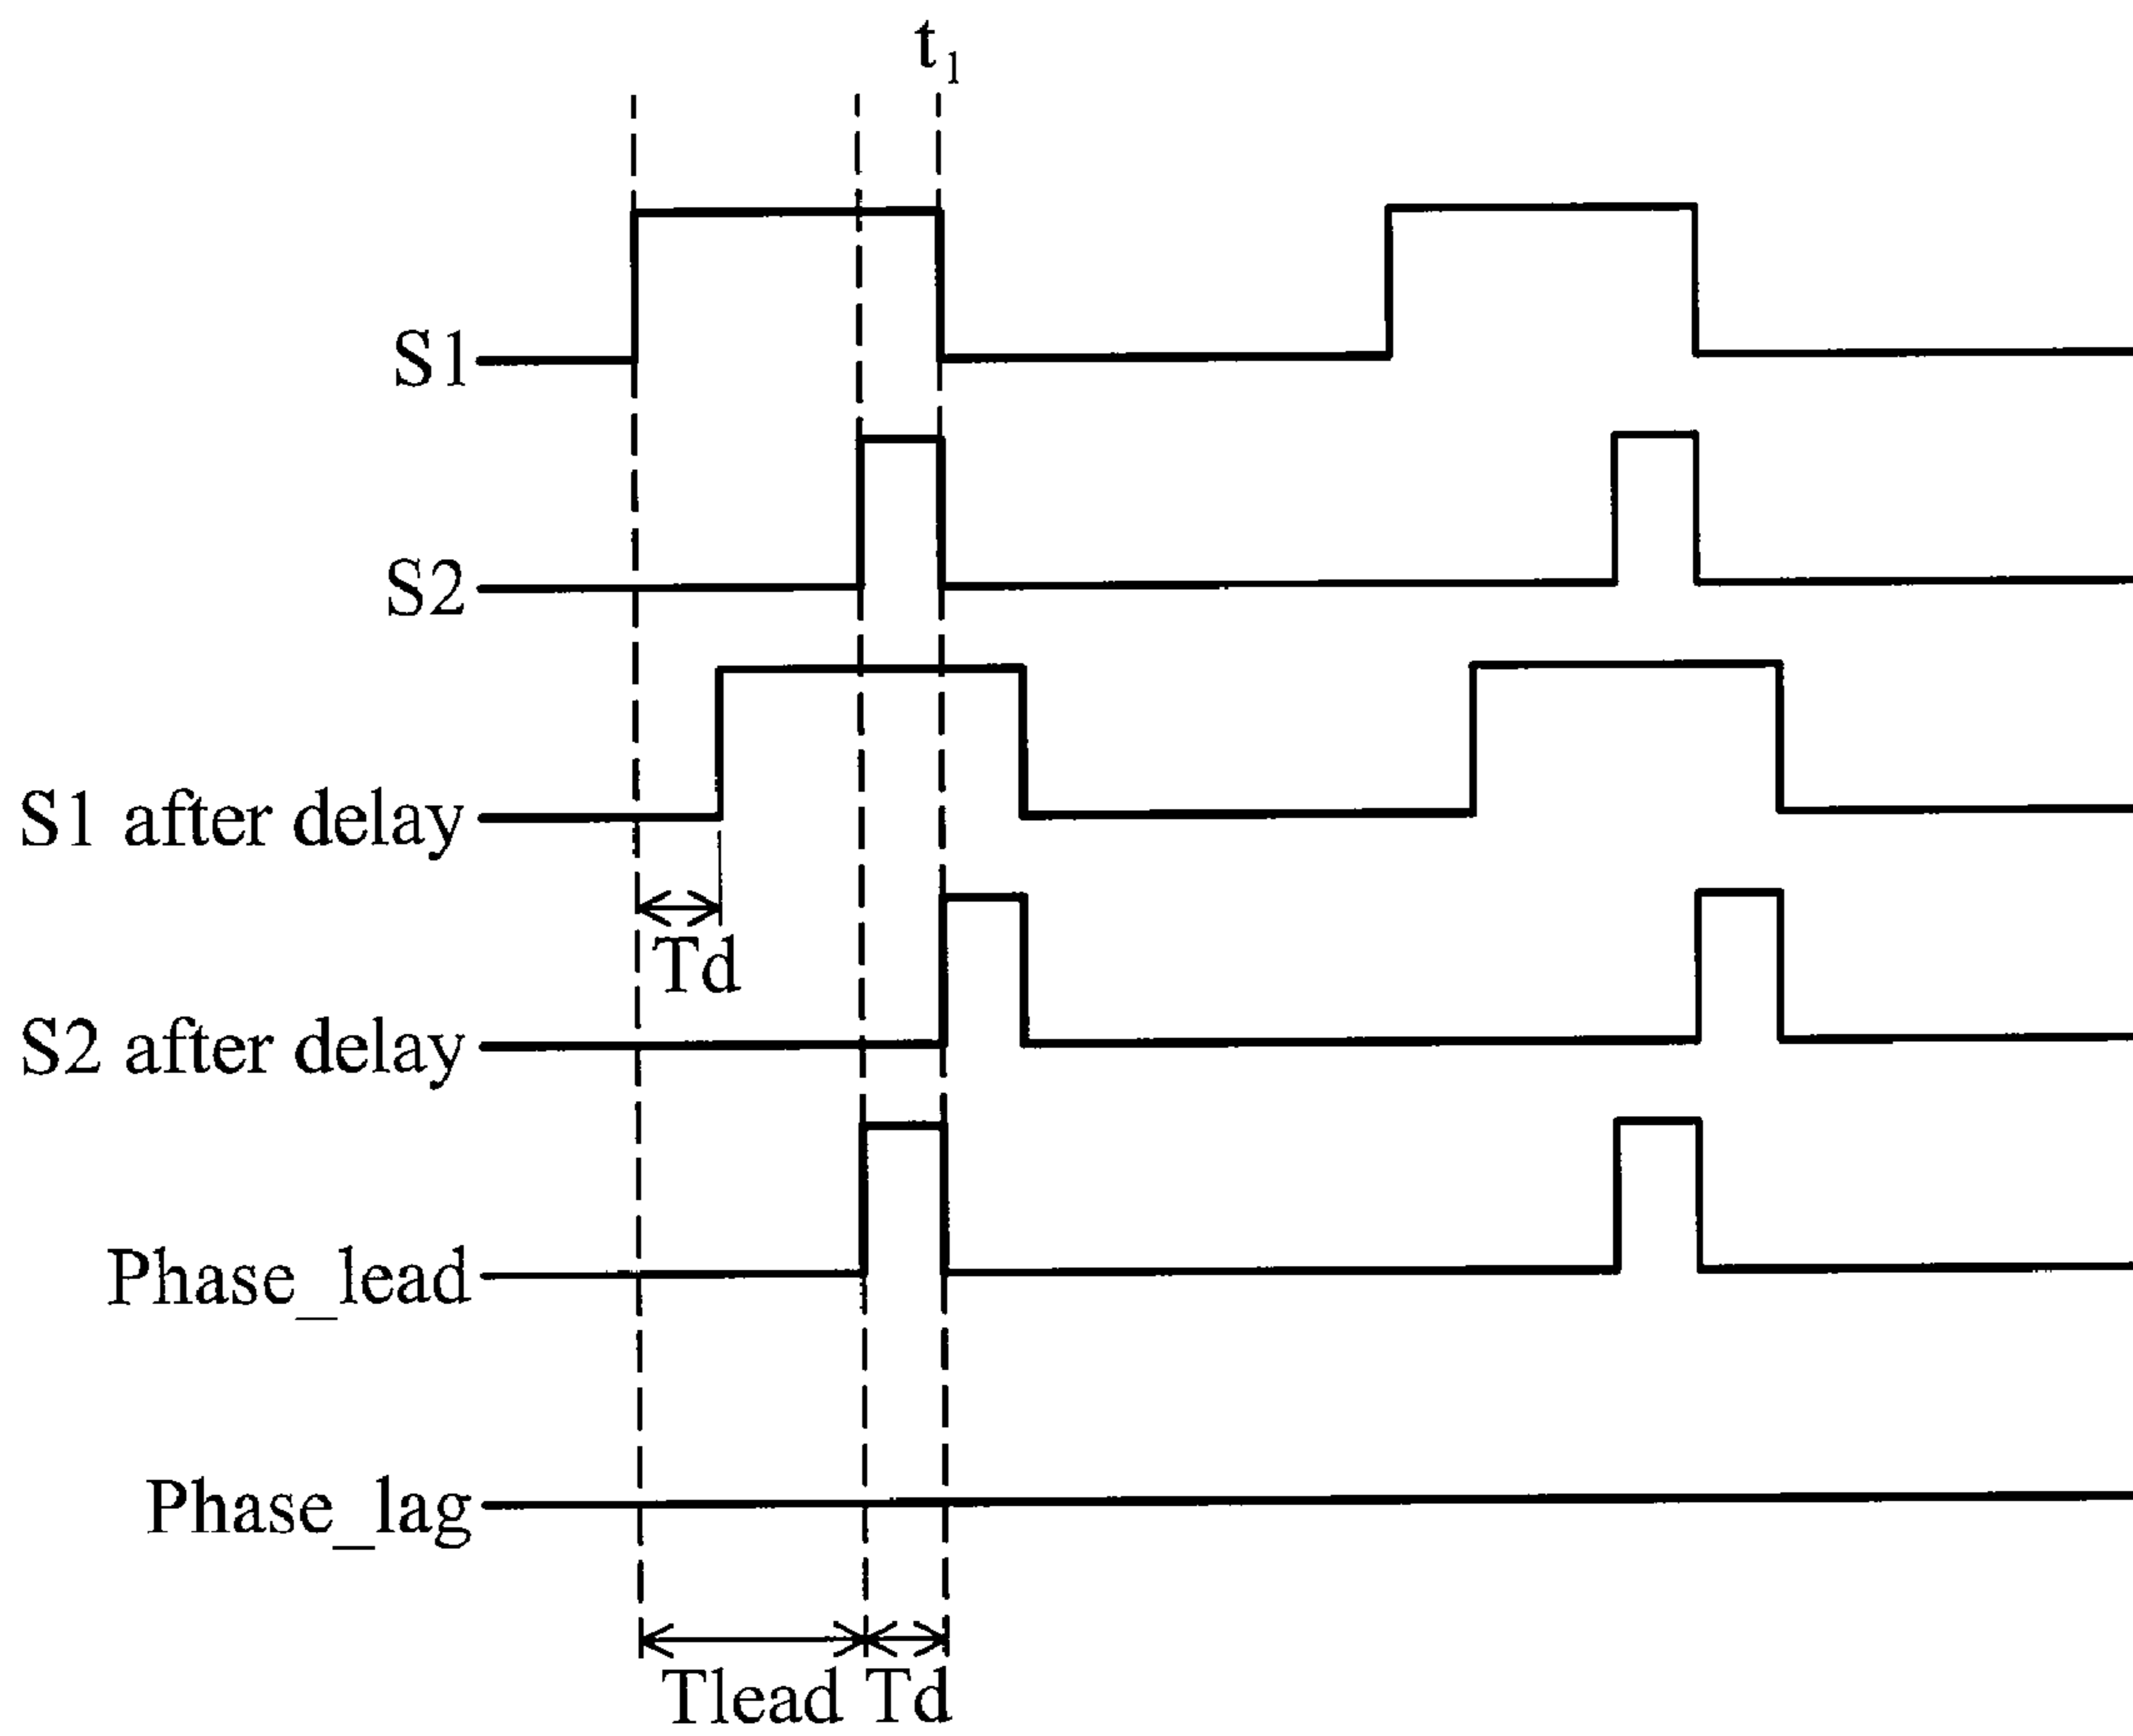 t1
S1
S2
S1 after delay
Td
S2 after delay
Phase_lead
Phase_lag
Tlead Td